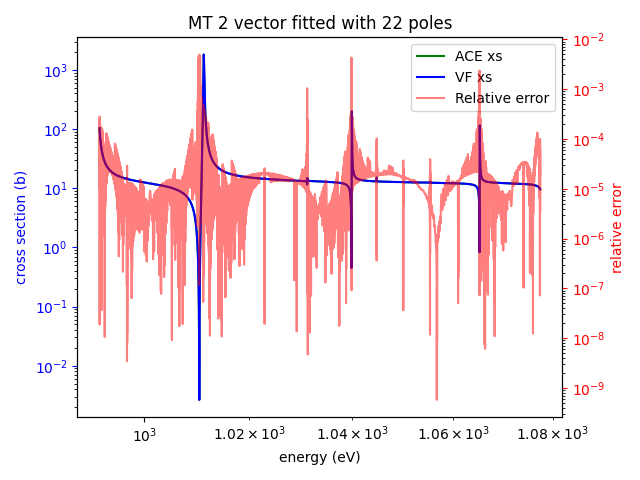 MT 2 vector fitted with 22 poles
ACE xs
VF xs
Relative error
cross section (b)
10³
10²
10¹
10⁰
10⁻¹
10⁻²
10⁻²
10⁻³
10⁻⁴
10⁻⁵
10⁻⁶
10⁻⁷
10⁻⁸
10⁻⁹
relative error
10³
1.02 × 10³
1.04 × 10³
1.06 × 10³
1.08 × 10³
energy (eV)